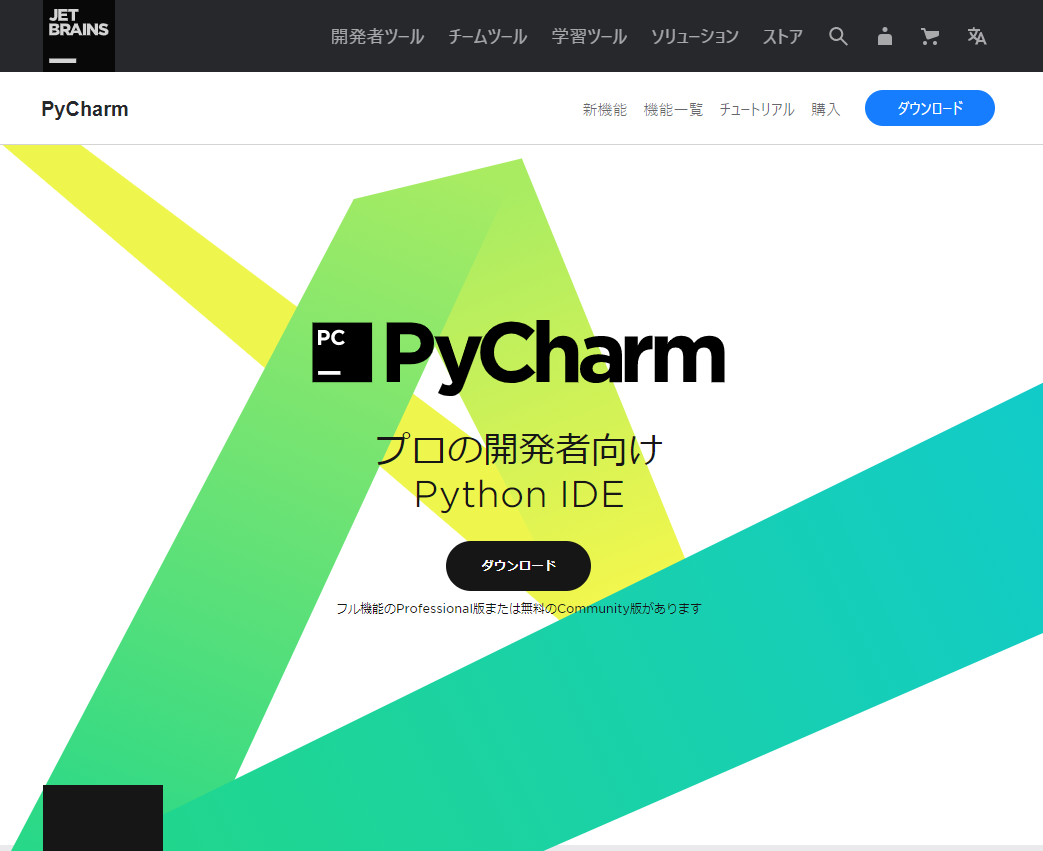 JET
BRAINS
開発者ツール チームツール 学習ツール ソリューション ストア
PyCharm
新機能 機能一覧 チュートリアル 購入 ダウンロード
PC PyCharm
プロの開発者向け
Python IDE
ダウンロード
フル機能のProfessional版または無料のCommunity版があります